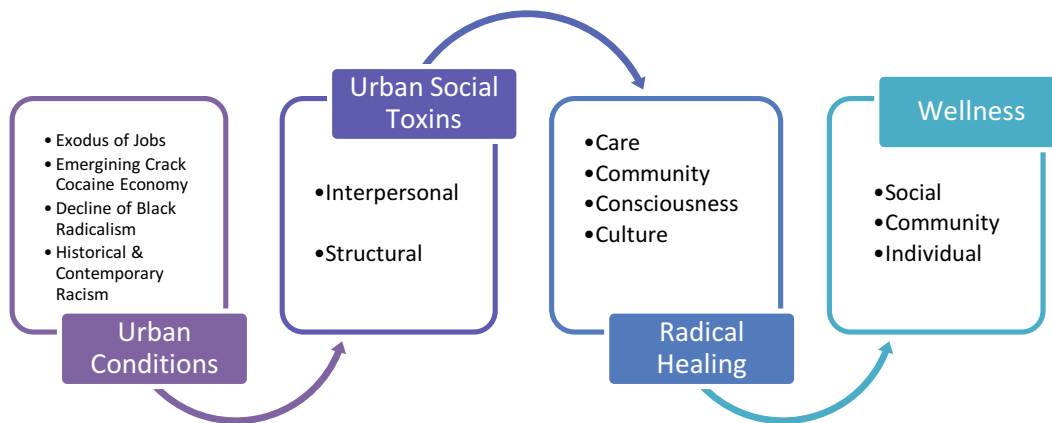 • Exodus of Jobs
• Emergining Crack
Cocaine Economy
• Decline of Black
Radicalism
• Historical &
Contemporary
Racism
Urban
Conditions
Urban Social
Toxins
•Interpersonal
•Structural
•Care
•Community
•Consciousness
•Culture
Radical
Healing
Wellness
•Social
•Community
•Individual